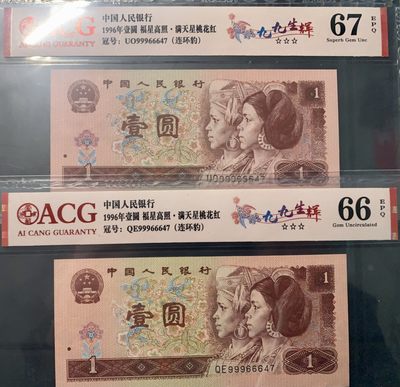 ACG
AI CANG GUARANTY
中国人民银行
1996年壹圆 福星高照·满天星桃花红
冠号：UO99966647（连环豹）
九九生辉
☆☆☆
67 EPQ
Superb Gem Unc
中国人民银行
壹圆
1
1
UO99966647
ACG
AI CANG GUARANTY
中国人民银行
1996年壹圆 福星高照·满天星桃花红
冠号：QE99966647（连环豹）
九九生辉
☆☆☆
66 EPQ
Gem Uncirculated
中国人民银行
壹圆
1
1
QE99966647